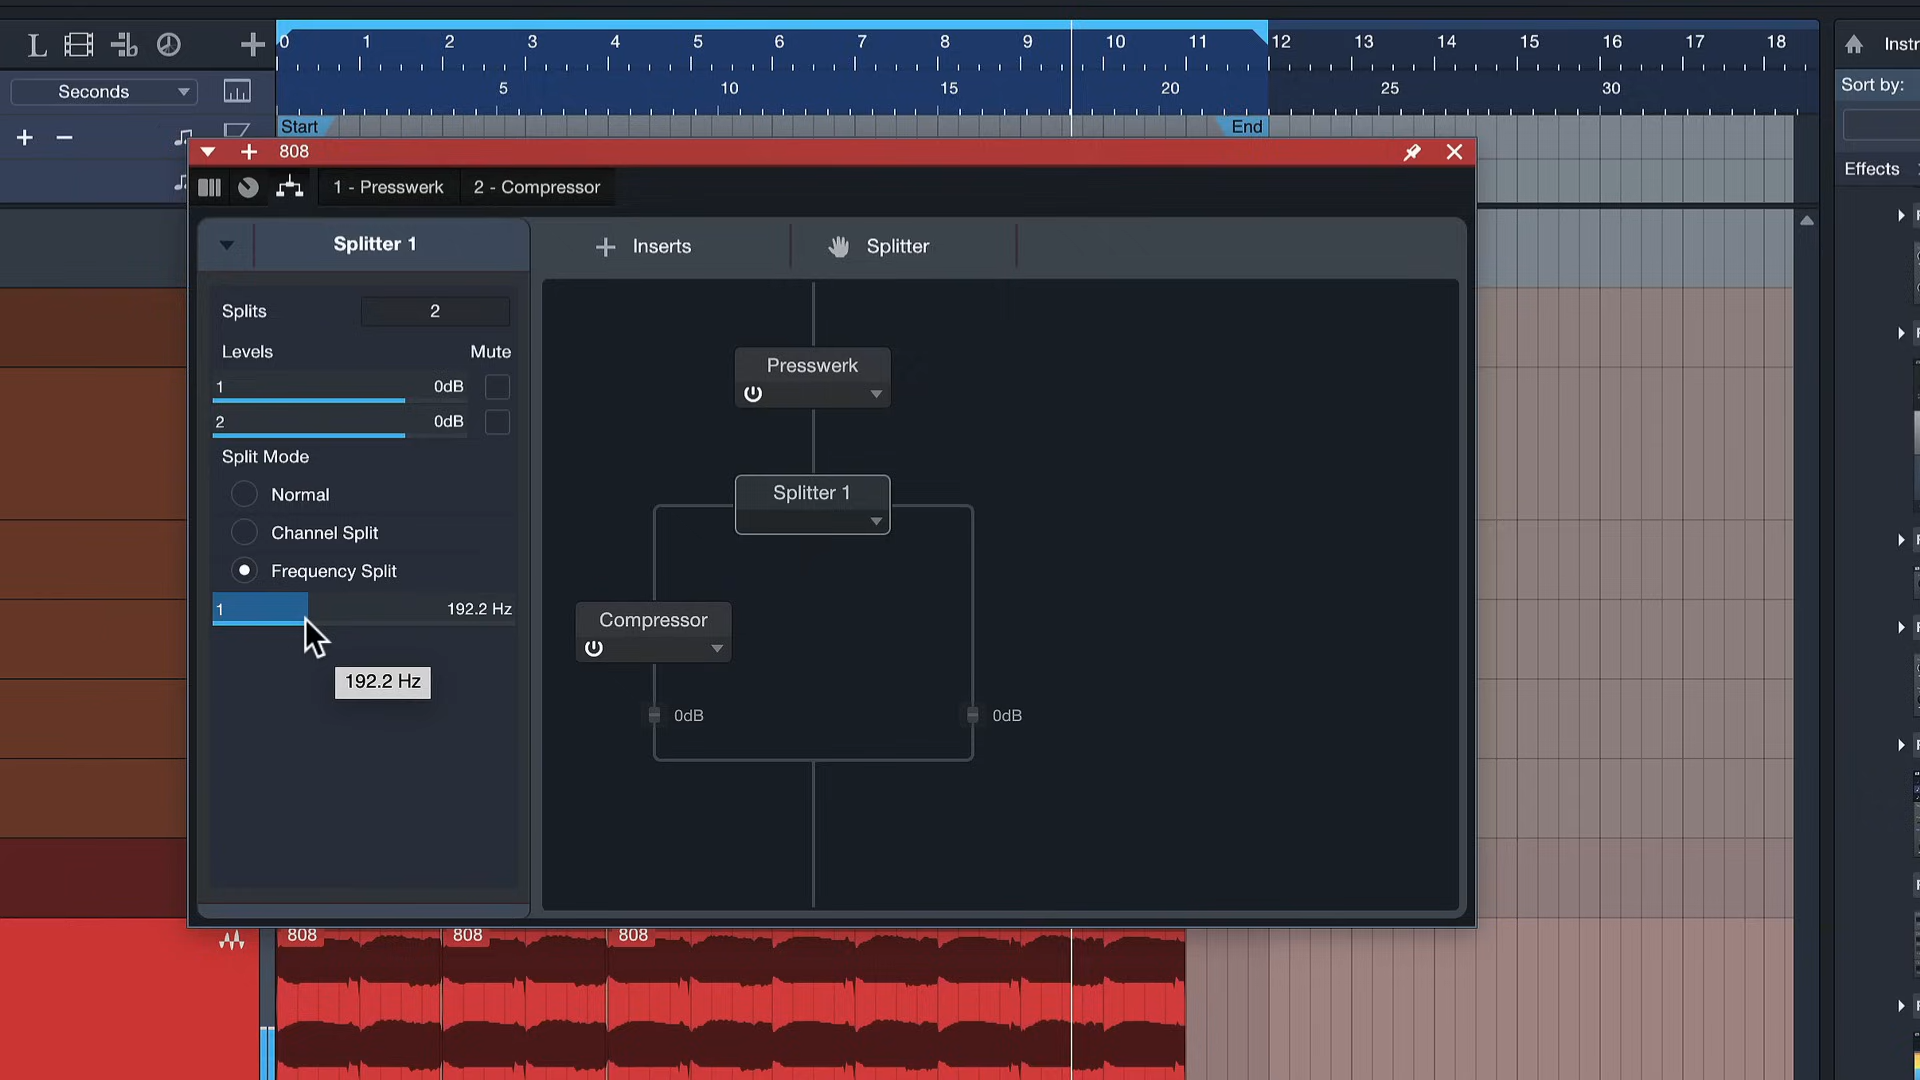 L
0 1 2 3 4 5 6 7 8 9 10 11 12 13 14 15 16 17 18
Instr
Seconds
5 10 15 20 25 30
Sort by:
Start
End
808
Effects
1 - Presswerk
2 - Compressor
Splitter 1
Inserts
Splitter
Splits
2
Levels
Mute
Presswerk
1
0dB
2
0dB
Split Mode
Normal
Splitter 1
Channel Split
Frequency Split
1
192.2 Hz
Compressor
192.2 Hz
0dB
0dB
808
808
808